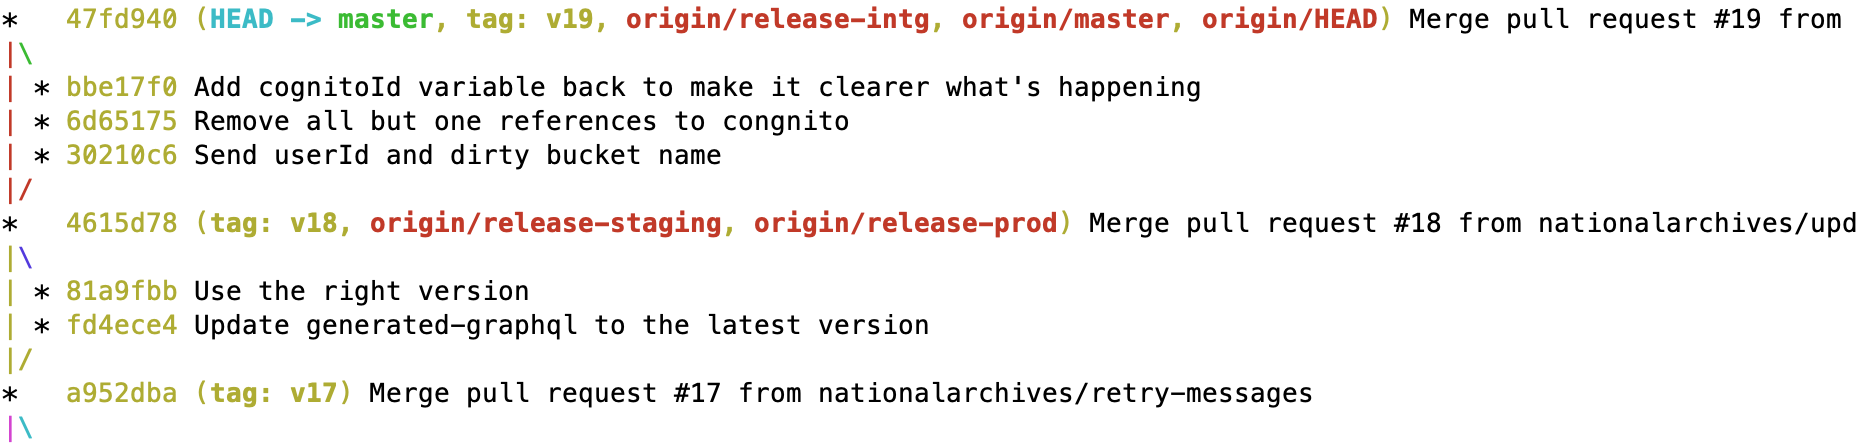 *   47fd940 (HEAD -> master, tag: v19, origin/release-intg, origin/master, origin/HEAD) Merge pull request #19 from
|\
| * bbe17f0 Add cognitoId variable back to make it clearer what's happening
| * 6d65175 Remove all but one references to congnito
| * 30210c6 Send userId and dirty bucket name
|/
*   4615d78 (tag: v18, origin/release-staging, origin/release-prod) Merge pull request #18 from nationalarchives/upd
|\
| * 81a9fbb Use the right version
| * fd4ece4 Update generated-graphql to the latest version
|/
*   a952dba (tag: v17) Merge pull request #17 from nationalarchives/retry-messages
|\